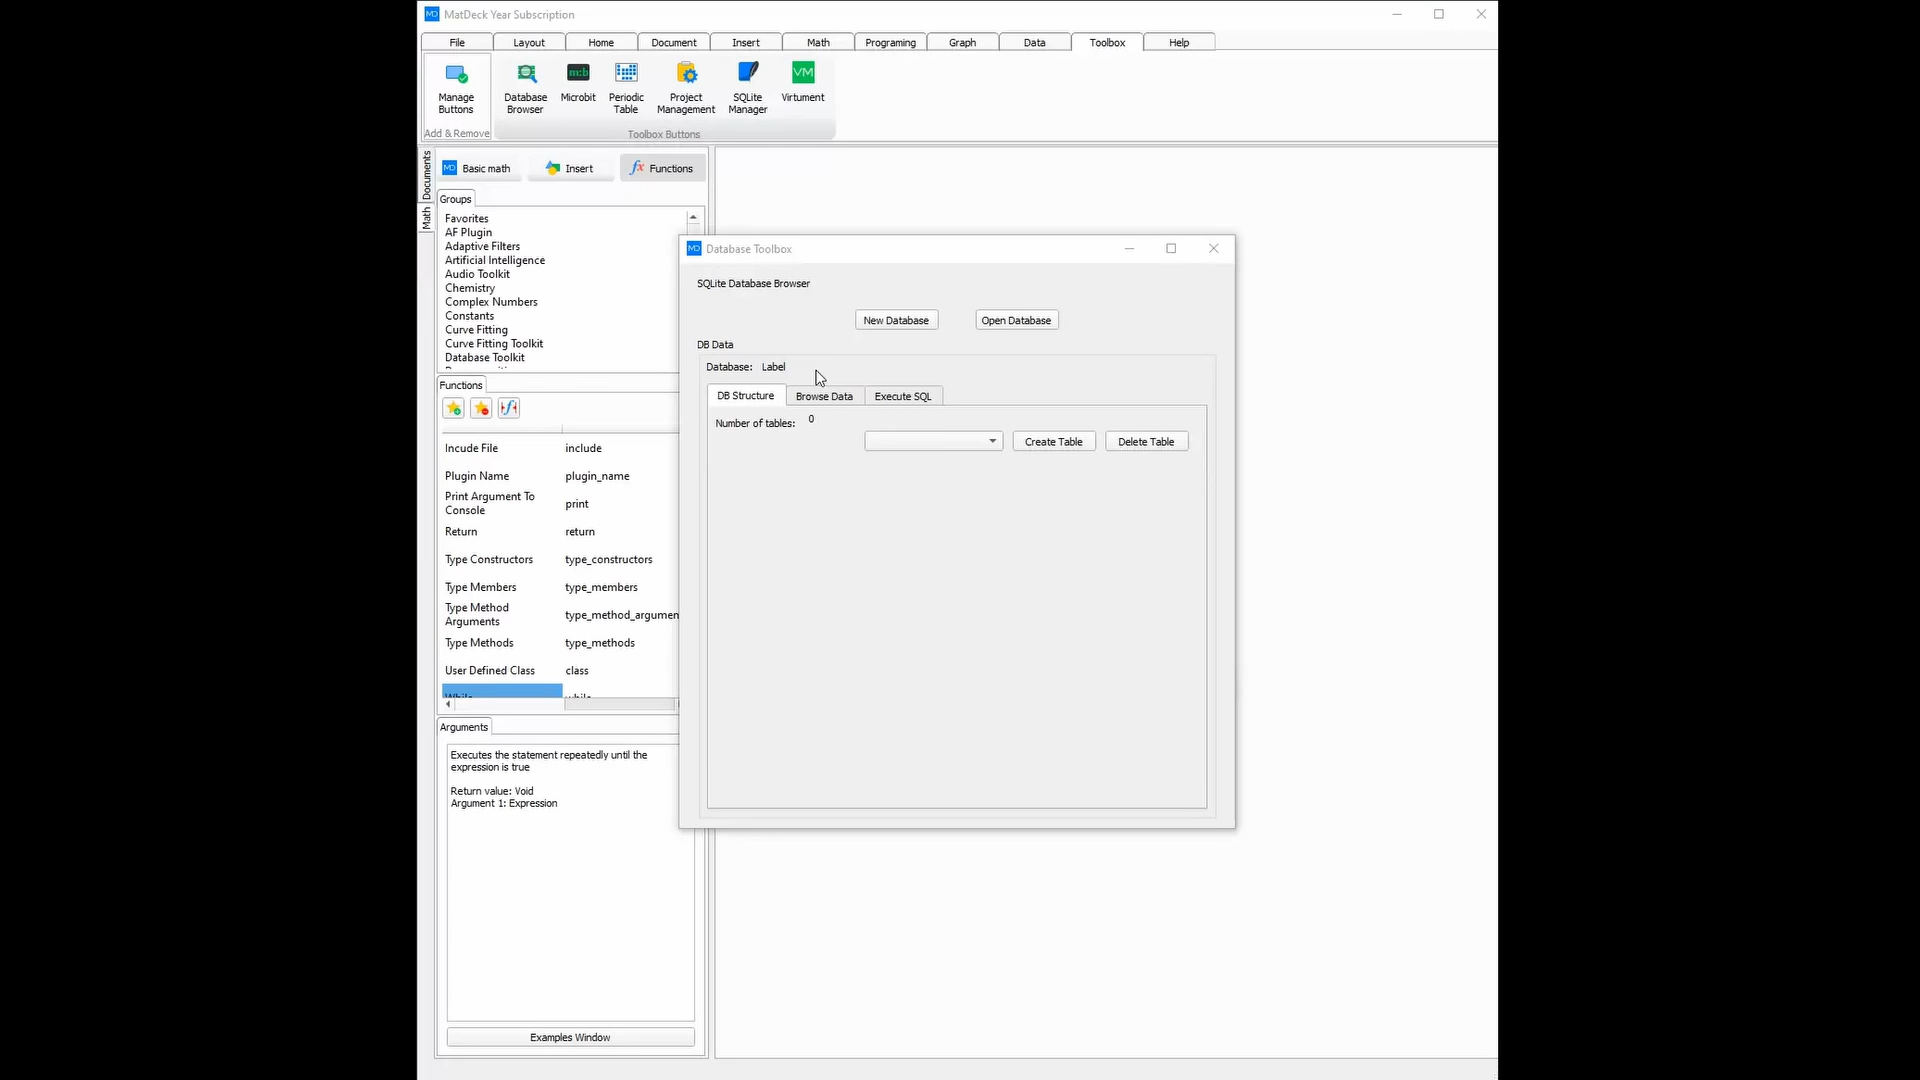 MatDeck Year Subscription
File
Layout
Home
Document
Insert
Math
Programing
Graph
Data
Toolbox
Help
Manage
Buttons
Database
Browser
m:b
Microbit
Periodic
Table
Project
Management
SQLite
Manager
VM
Virtument
Add & Remove
Toolbox Buttons
Documents
Math
MD
Basic math
Insert
fx
Functions
Groups
Favorites
AF Plugin
Adaptive Filters
Artificial Intelligence
Audio Toolkit
Chemistry
Complex Numbers
Constants
Curve Fitting
Curve Fitting Toolkit
Database Toolkit
Functions
Incude File
include
Plugin Name
plugin_name
Print Argument To
Console
print
Return
return
Type Constructors
type_constructors
Type Members
type_members
Type Method
Arguments
type_method_argumen
Type Methods
type_methods
User Defined Class
class
While
while
Arguments
Executes the statement repeatedly until the
expression is true
Return value: Void
Argument 1: Expression
Examples Window
MD
Database Toolbox
SQLite Database Browser
New Database
Open Database
DB Data
Database:
Label
DB Structure
Browse Data
Execute SQL
Number of tables:
0
Create Table
Delete Table